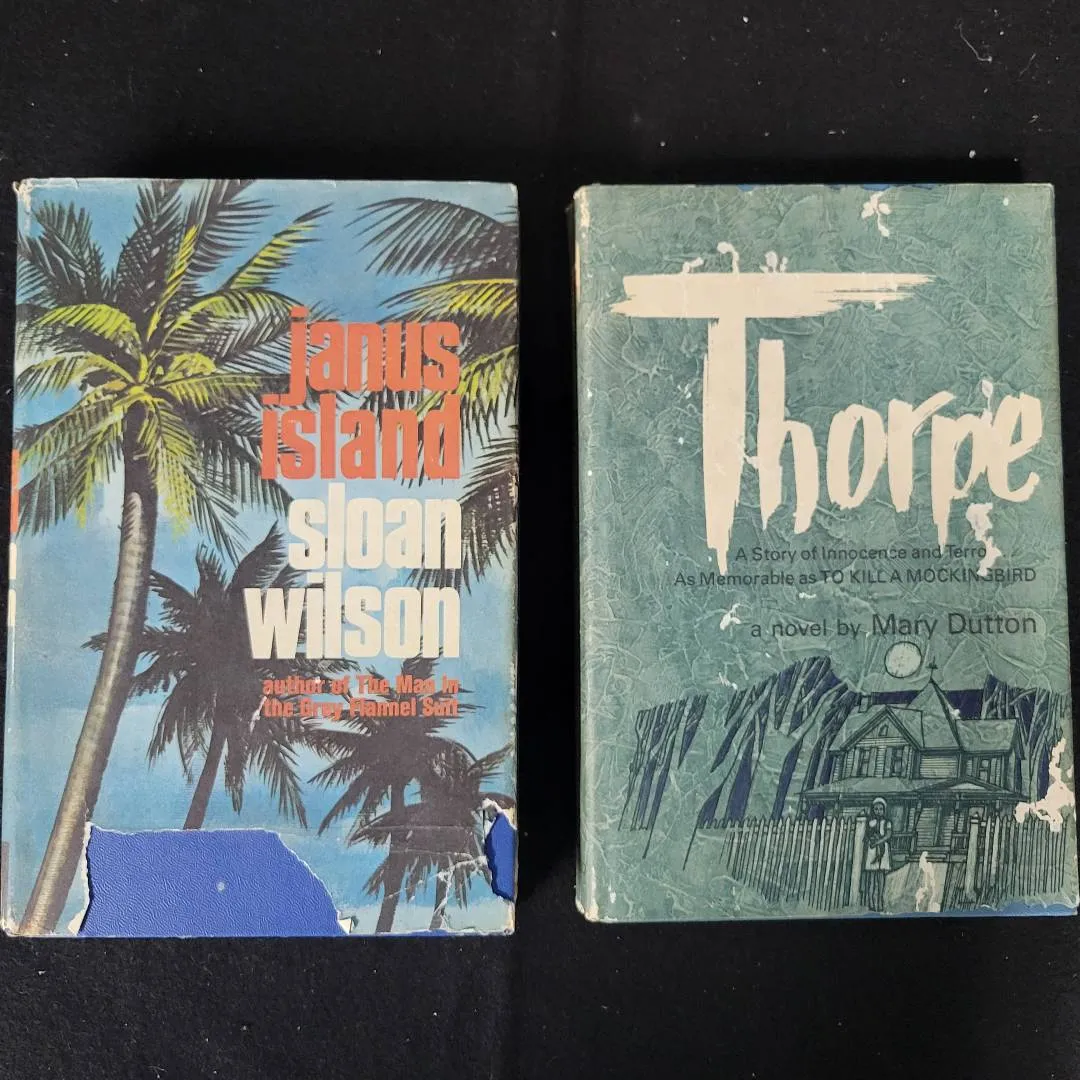 janus
island
sloan
wilson
author of The Man in
the Grey Flannel Suit
Thorpe
A Story of Innocence and Terro
As Memorable as TO KILL A MOCKINGBIRD
a novel by Mary Dutton